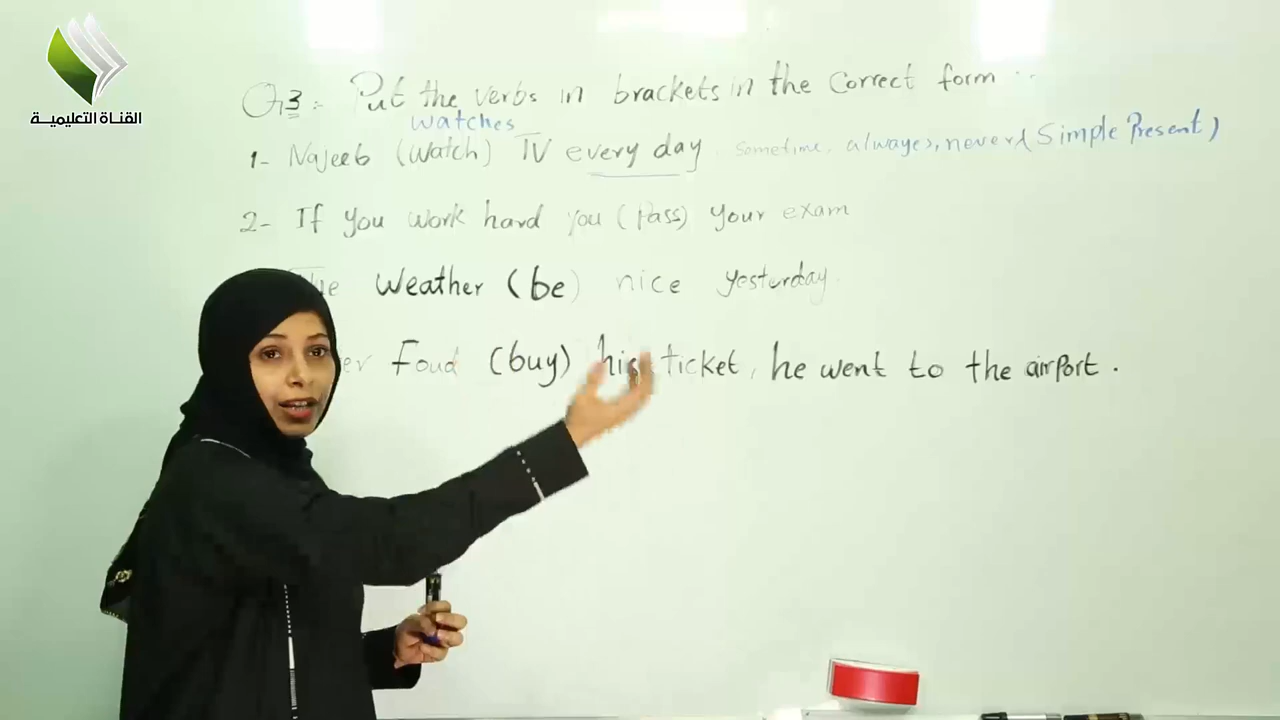 القناة التعليمية
Q3:- Put the verbs in brackets in the correct form ..
watches
1- Najeeb (watch) TV every day sometime, always, never (Simple Present)
2- If you work hard you (pass) your exam
Weather (be) nice yesterday.
Foud (buy) his ticket, he went to the airport.